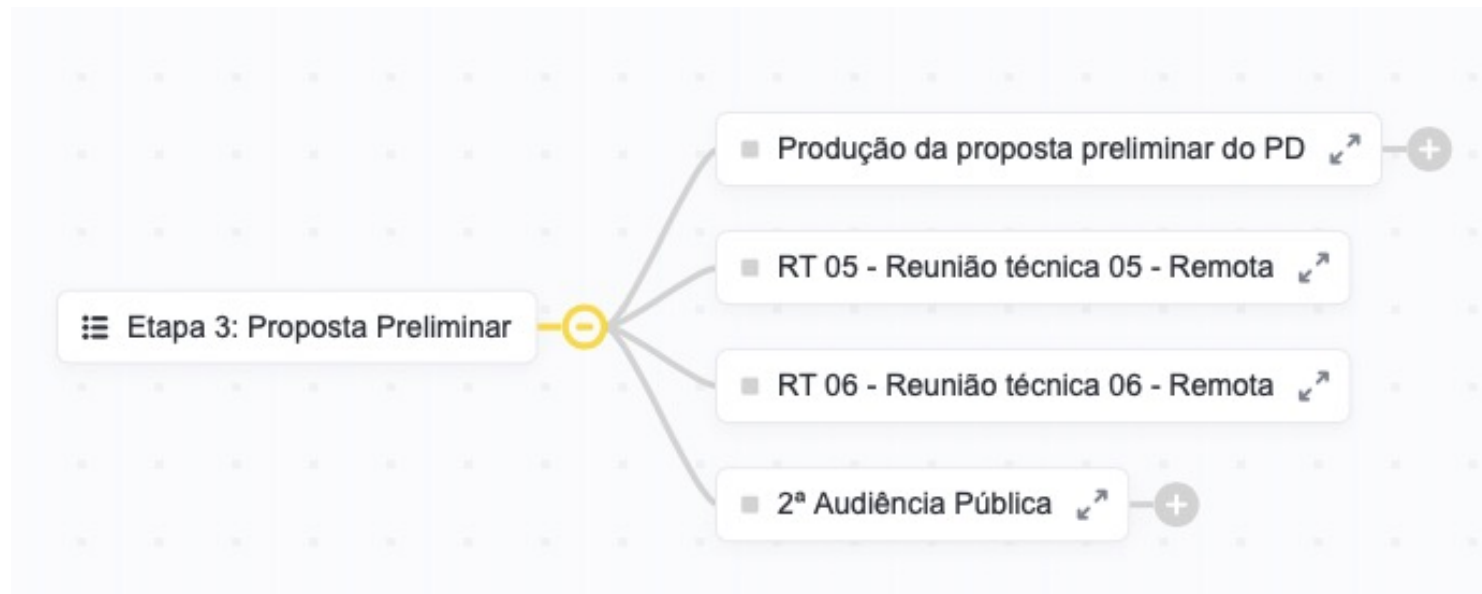 Produção da proposta preliminar do PD
RT 05 - Reunião técnica 05 - Remota
Etapa 3: Proposta Preliminar
RT 06 - Reunião técnica 06 - Remota
2ª Audiência Pública